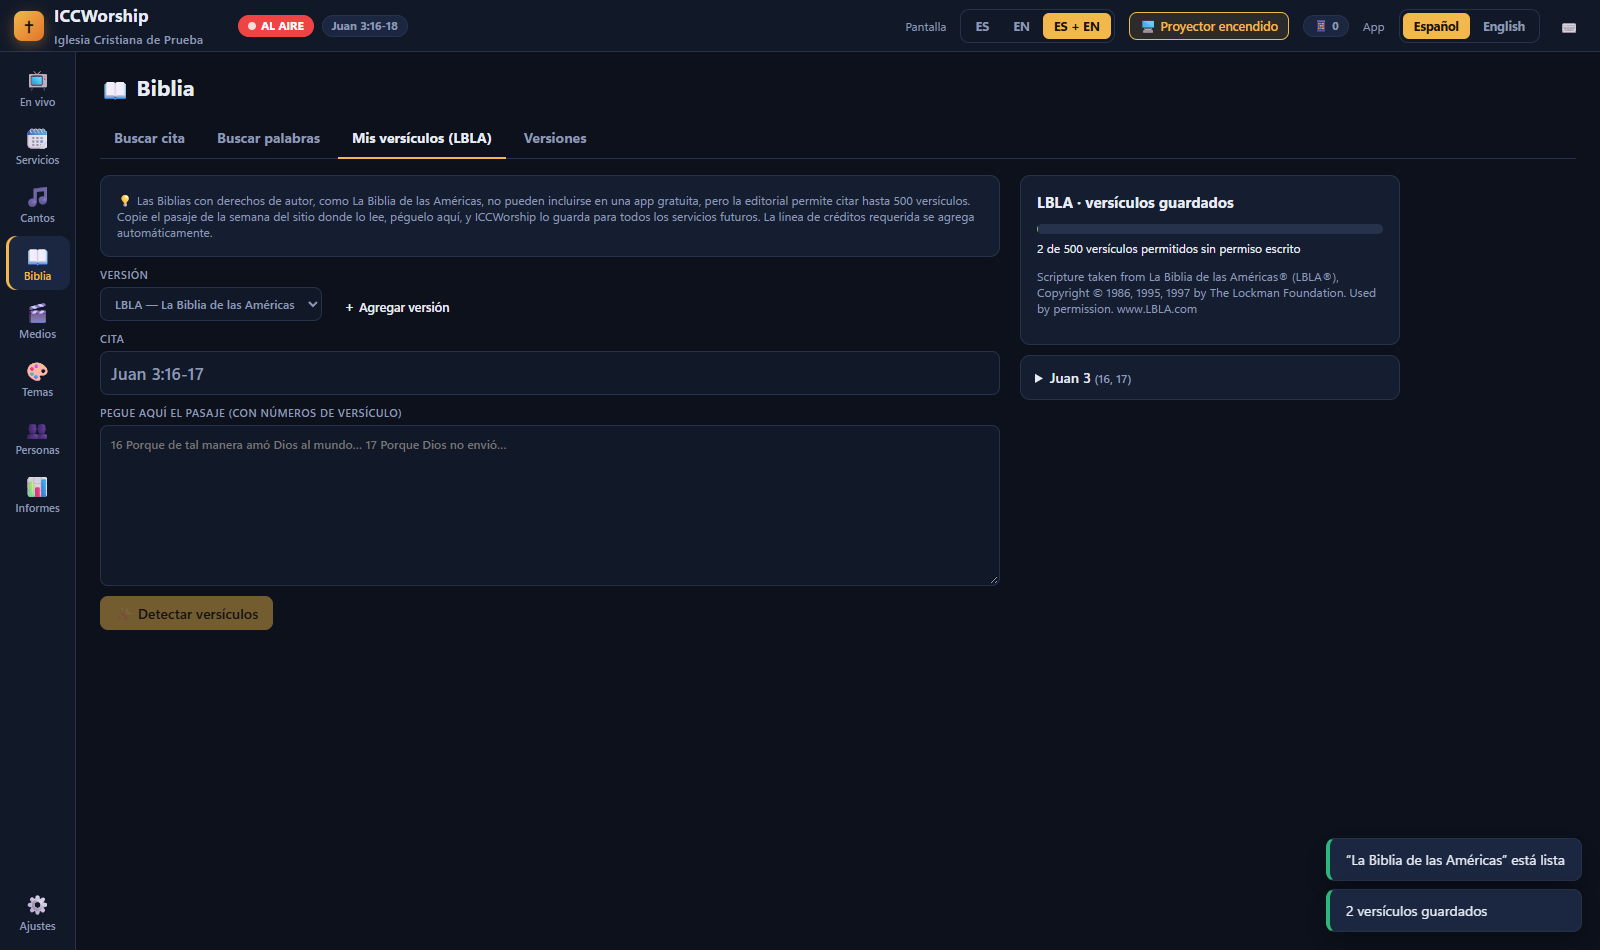 ICCWorship
Iglesia Cristiana de Prueba
AL AIRE
Juan 3:16-18
Pantalla
ES
EN
ES + EN
Proyector encendido
0
App
Español
English
En vivo
Servicios
Cantos
Biblia
Medios
Temas
Personas
Informes
Ajustes
Biblia
Buscar cita
Buscar palabras
Mis versículos (LBLA)
Versiones
Las Biblias con derechos de autor, como La Biblia de las Américas, no pueden incluirse en una app gratuita, pero la editorial permite citar hasta 500 versículos.
Copie el pasaje de la semana del sitio donde lo lee, péguelo aquí, y ICCWorship lo guarda para todos los servicios futuros. La línea de créditos requerida se agrega
automáticamente.
VERSIÓN
LBLA — La Biblia de las Américas
+ Agregar versión
CITA
Juan 3:16-17
PEGUE AQUÍ EL PASAJE (CON NÚMEROS DE VERSÍCULO)
16 Porque de tal manera amó Dios al mundo... 17 Porque Dios no envió...
Detectar versículos
LBLA · versículos guardados
2 de 500 versículos permitidos sin permiso escrito
Scripture taken from La Biblia de las Américas® (LBLA®),
Copyright © 1986, 1995, 1997 by The Lockman Foundation. Used
by permission. www.LBLA.com
Juan 3 (16, 17)
“La Biblia de las Américas” está lista
2 versículos guardados